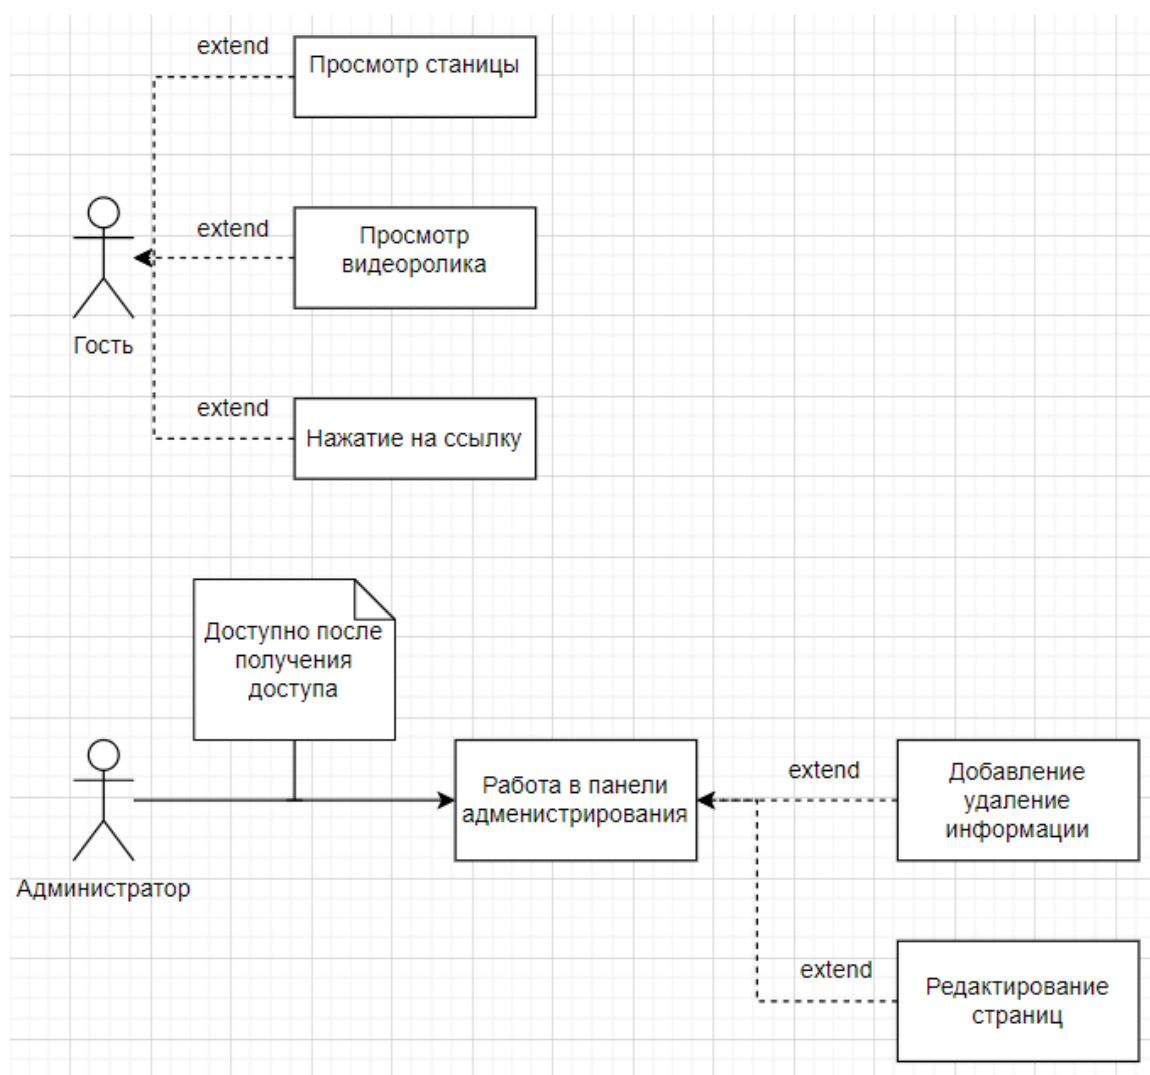 extend
Просмотр станицы
extend
Просмотр
видеоролика
Гость
extend
Нажатие на ссылку
Доступно после
получения
доступа
Работа в панели
адменистрирования
extend
Добавление
удаление
информации
Администратор
extend
Редактирование
страниц